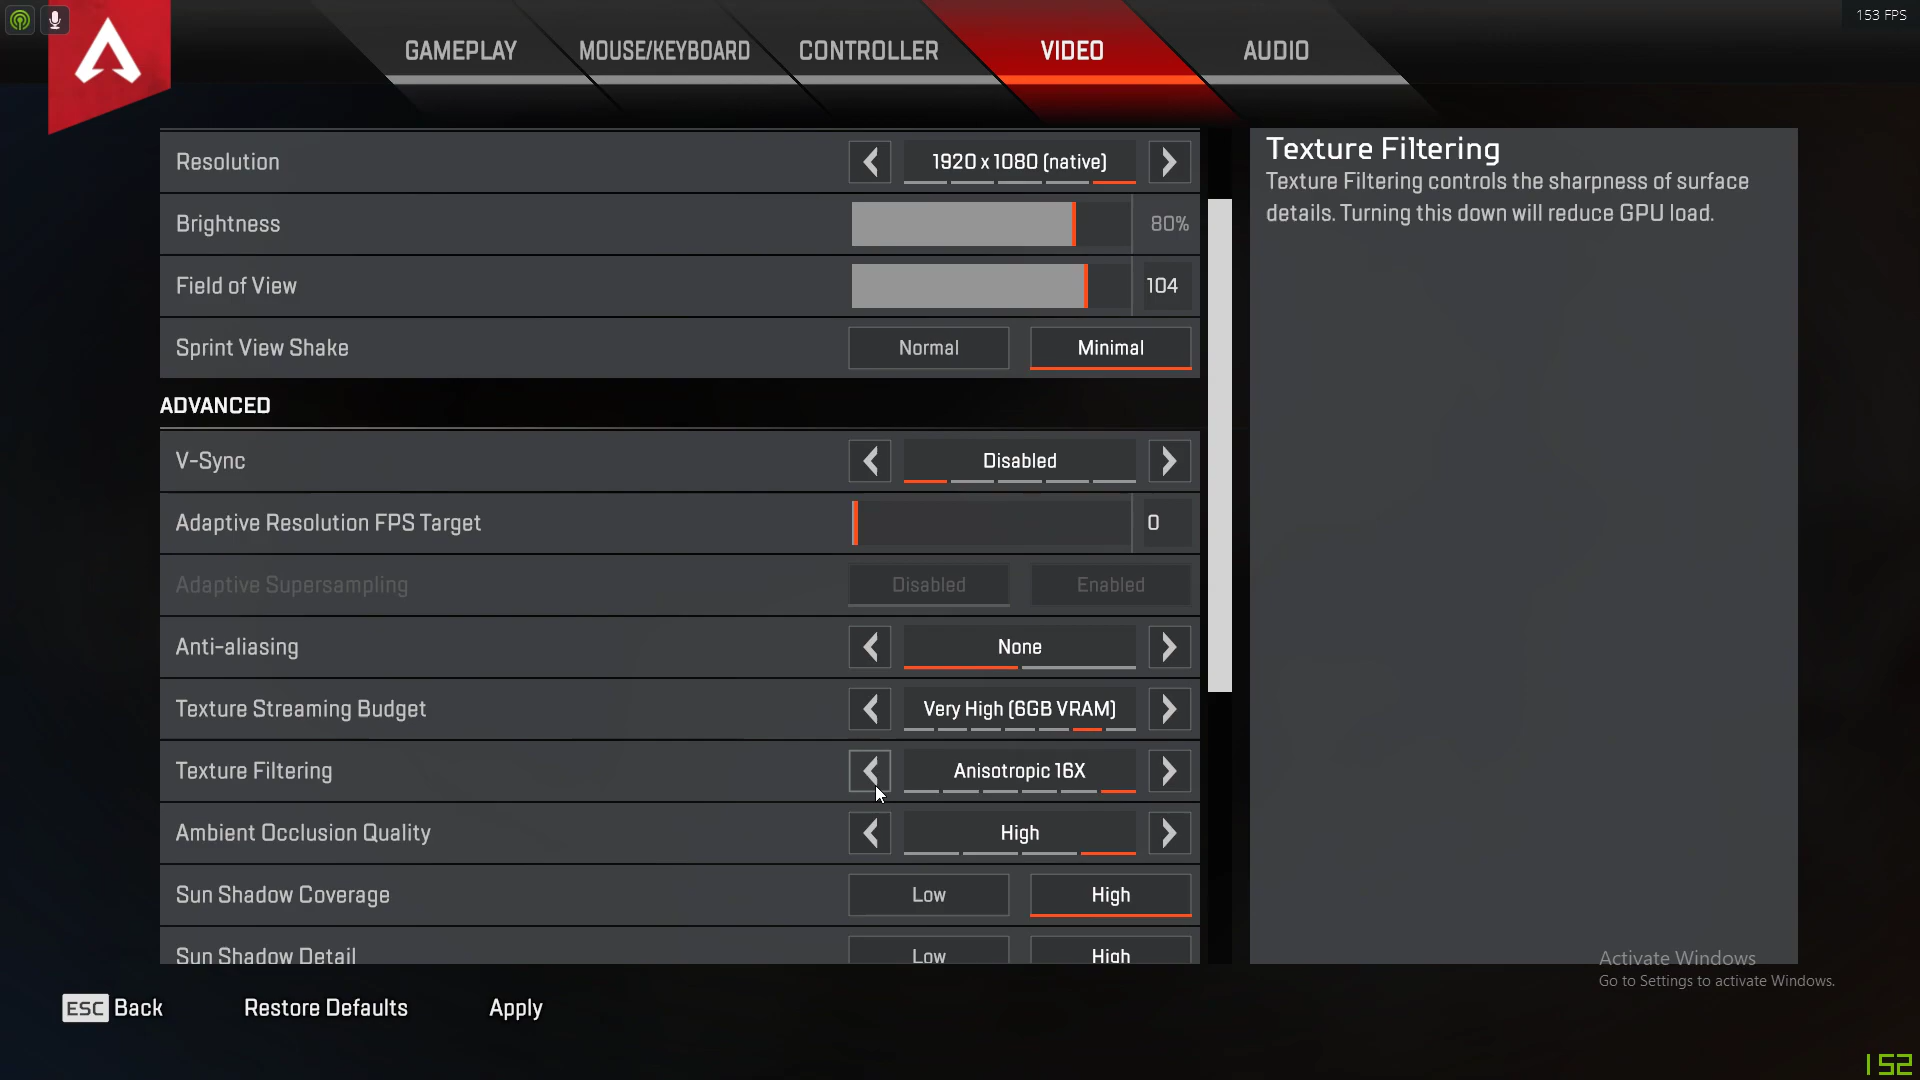 153 FPS
GAMEPLAY
MOUSE/KEYBOARD
CONTROLLER
VIDEO
AUDIO
Resolution
1920 x 1080 (native)
Brightness
80%
Field of View
104
Sprint View Shake
Normal
Minimal
ADVANCED
V-Sync
Disabled
Adaptive Resolution FPS Target
0
Adaptive Supersampling
Disabled
Enabled
Anti-aliasing
None
Texture Streaming Budget
Very High (6GB VRAM)
Texture Filtering
Anisotropic 16X
Ambient Occlusion Quality
High
Sun Shadow Coverage
Low
High
Sun Shadow Detail
Low
High
Texture Filtering
Texture Filtering controls the sharpness of surface
details. Turning this down will reduce GPU load.
Activate Windows
Go to Settings to activate Windows.
ESC Back
Restore Defaults
Apply
152